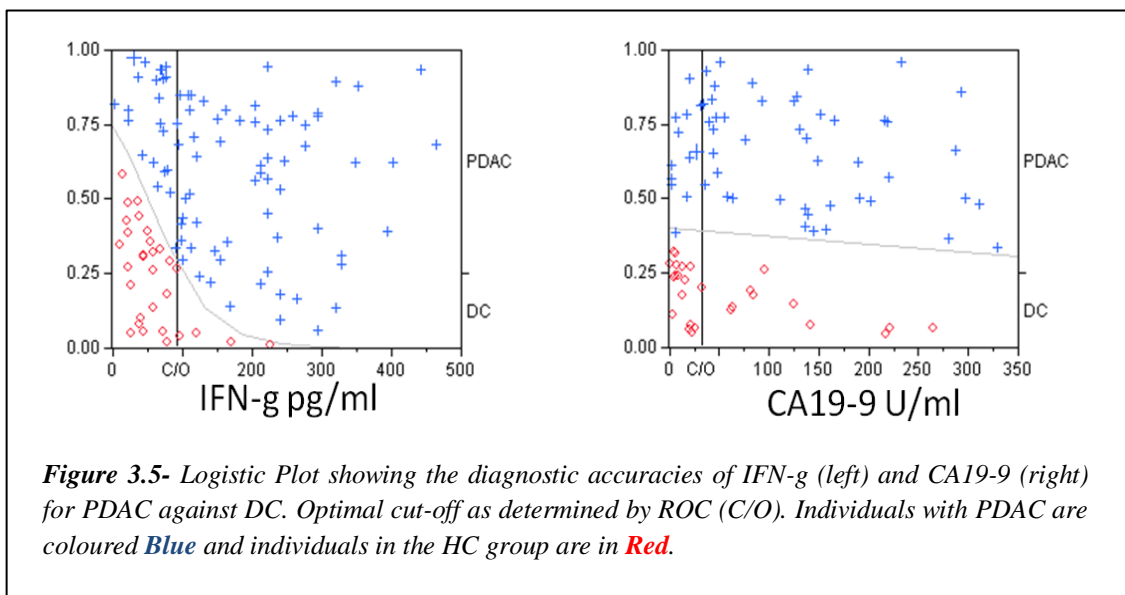 1.00
0.75
0.50
0.25
0.00
PDAC
DC
0 C/O 200 300 400 500
IFN-g pg/ml
1.00
0.75
0.50
0.25
0.00
PDAC
DC
0 C/O 100 150 200 250 300 350
CA19-9 U/ml
Figure 3.5- Logistic Plot showing the diagnostic accuracies of IFN-g (left) and CA19-9 (right)
for PDAC against DC. Optimal cut-off as determined by ROC (C/O). Individuals with PDAC are
coloured Blue and individuals in the HC group are in Red.